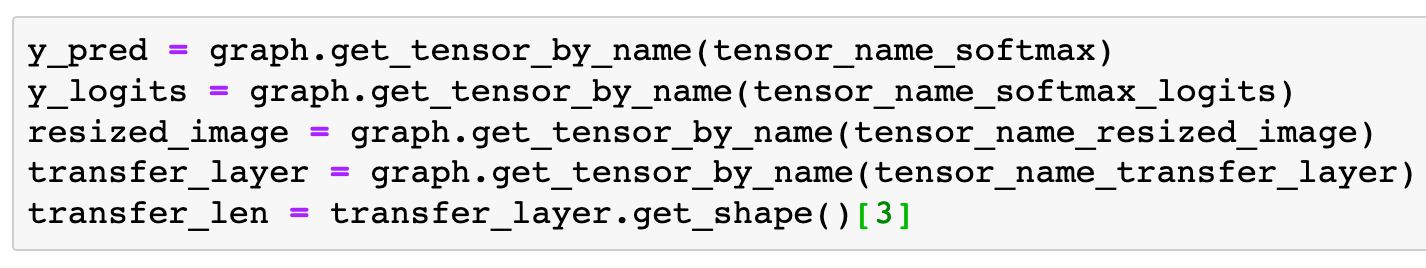 y_pred = graph.get_tensor_by_name(tensor_name_softmax)
y_logits = graph.get_tensor_by_name(tensor_name_softmax_logits)
resized_image = graph.get_tensor_by_name(tensor_name_resized_image)
transfer_layer = graph.get_tensor_by_name(tensor_name_transfer_layer)
transfer_len = transfer_layer.get_shape()[3]